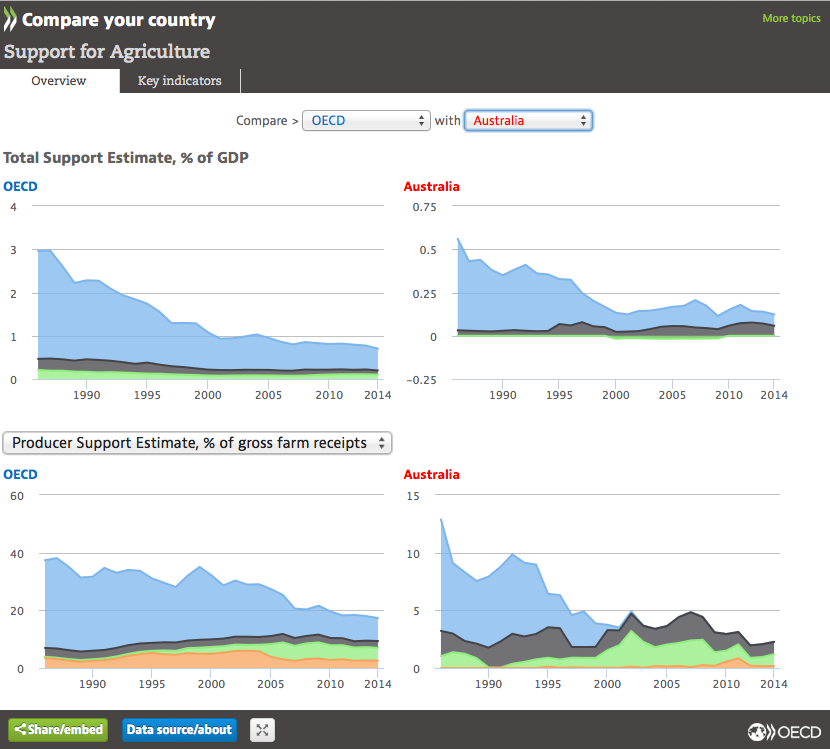 Compare your country
More topics
Support for Agriculture
Overview
Key indicators
Compare > OECD with Australia
Total Support Estimate, % of GDP
OECD
Australia
4
3
2
1
0
1990 1995 2000 2005 2010 2014
0.75
0.5
0.25
0
−0.25
1990 1995 2000 2005 2010 2014
Producer Support Estimate, % of gross farm receipts
OECD
Australia
60
40
20
0
1990 1995 2000 2005 2010 2014
15
10
5
0
1990 1995 2000 2005 2010 2014
Share/embed
Data source/about
OECD